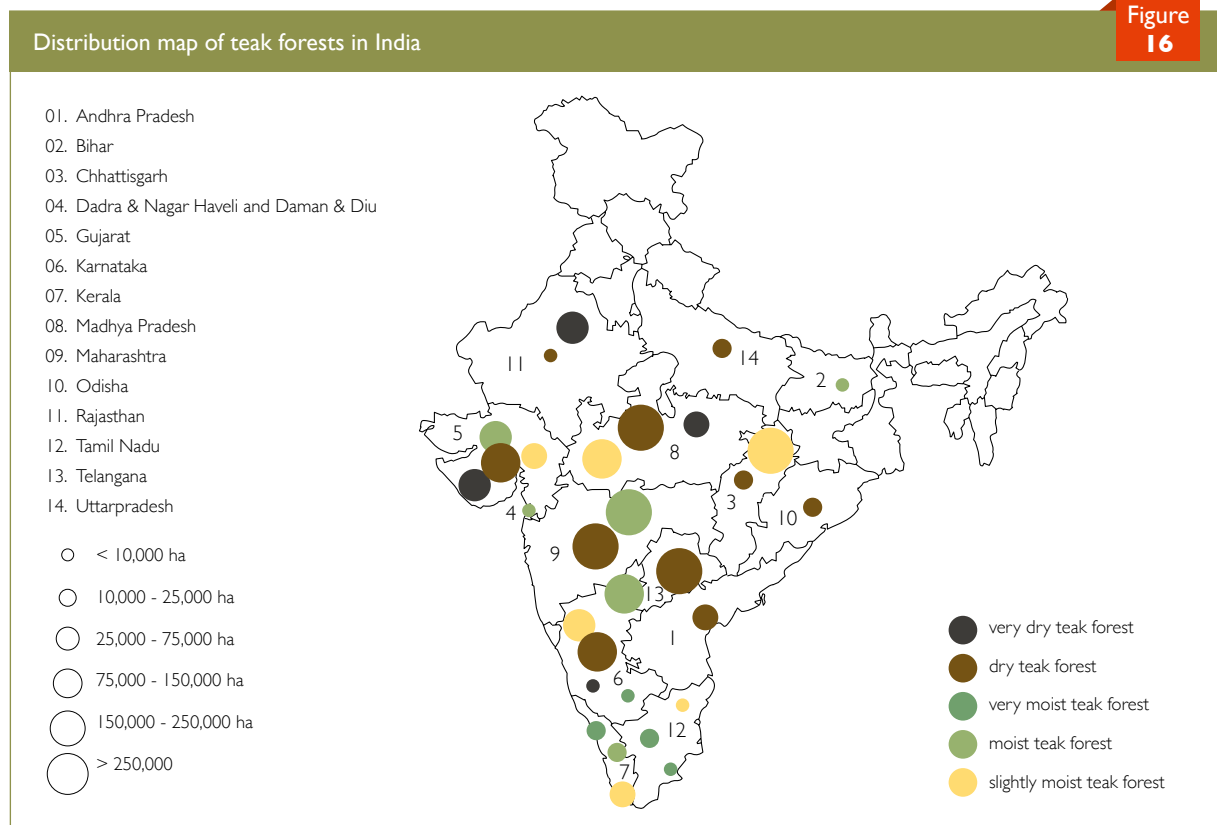 Figure
16
Distribution map of teak forests in India
01. Andhra Pradesh
02. Bihar
03. Chhattisgarh
04. Dadra & Nagar Haveli and Daman & Diu
05. Gujarat
06. Karnataka
07. Kerala
08. Madhya Pradesh
09. Maharashtra
10. Odisha
11. Rajasthan
12. Tamil Nadu
13. Telangana
14. Uttarpradesh
< 10,000 ha
10,000 - 25,000 ha
25,000 - 75,000 ha
75,000 - 150,000 ha
150,000 - 250,000 ha
> 250,000
11
14
2
5
8
4
3
10
9
13
1
6
12
7
very dry teak forest
dry teak forest
very moist teak forest
moist teak forest
slightly moist teak forest